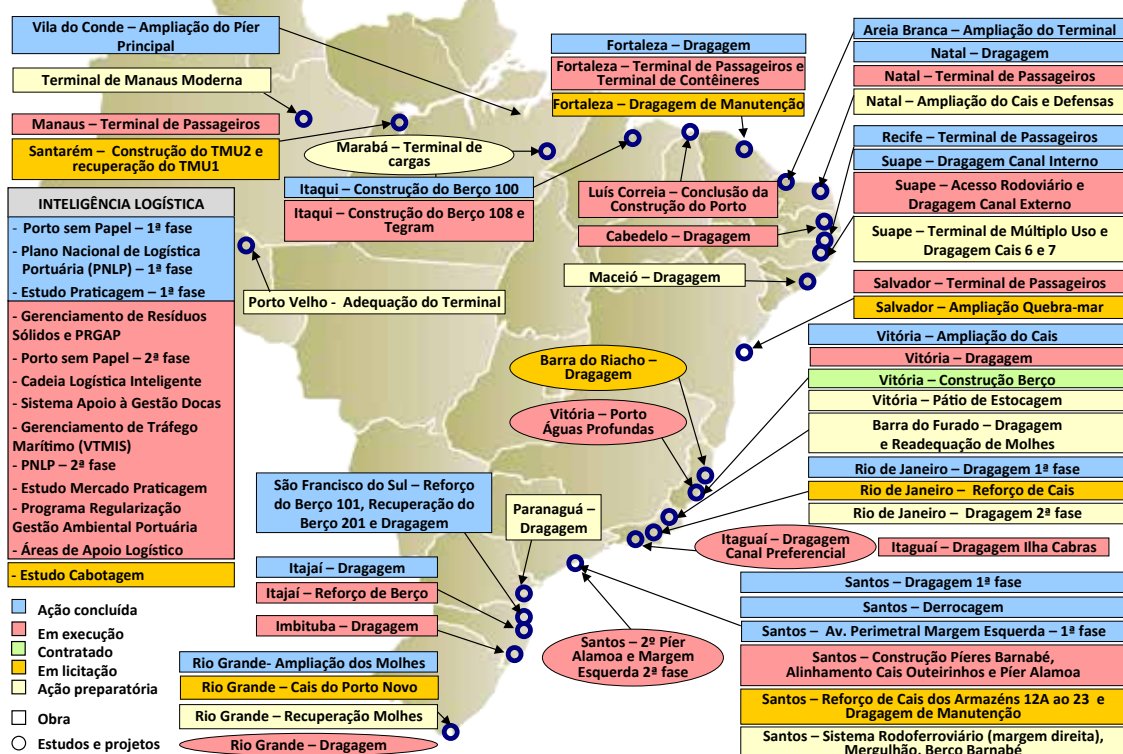 Vila do Conde – Ampliação do Píer
Principal
Terminal de Manaus Moderna
Manaus – Terminal de Passageiros
Santarém – Construção do TMU2 e
recuperação do TMU1
Marabá – Terminal de
cargas
Itaqui – Construção do Berço 100
Itaqui – Construção do Berço 108 e
Tegram
Porto Velho - Adequação do Terminal
Fortaleza – Dragagem
Fortaleza – Terminal de Passageiros e
Terminal de Contêineres
Fortaleza – Dragagem de Manutenção
Luís Correia – Conclusão da
Construção do Porto
Cabedelo – Dragagem
Maceió – Dragagem
Areia Branca – Ampliação do Terminal
Natal – Dragagem
Natal – Terminal de Passageiros
Natal – Ampliação do Cais e Defensas
Recife – Terminal de Passageiros
Suape – Dragagem Canal Interno
Suape – Acesso Rodoviário e
Dragagem Canal Externo
Suape – Terminal de Múltiplo Uso e
Dragagem Cais 6 e 7
Salvador – Terminal de Passageiros
Salvador – Ampliação Quebra-mar
Vitória – Ampliação do Cais
Vitória – Dragagem
Vitória – Construção Berço
Vitória – Pátio de Estocagem
Barra do Furado – Dragagem
e Readequação de Molhes
Rio de Janeiro – Dragagem 1ª fase
Rio de Janeiro – Reforço de Cais
Rio de Janeiro – Dragagem 2ª fase
Barra do Riacho –
Dragagem
Vitória – Porto
Águas Profundas
Itaguaí – Dragagem
Canal Preferencial
Itaguaí – Dragagem Ilha Cabras
INTELIGÊNCIA LOGÍSTICA
- Porto sem Papel – 1ª fase
- Plano Nacional de Logística
Portuária (PNLP) – 1ª fase
- Estudo Praticagem – 1ª fase
- Gerenciamento de Resíduos
Sólidos e PRGAP
- Porto sem Papel – 2ª fase
- Cadeia Logística Inteligente
- Sistema Apoio à Gestão Docas
- Gerenciamento de Tráfego
Marítimo (VTMIS)
- PNLP – 2ª fase
- Estudo Mercado Praticagem
- Programa Regularização
Gestão Ambiental Portuária
- Áreas de Apoio Logístico
- Estudo Cabotagem
Ação concluída
Em execução
Contratado
Em licitação
Ação preparatória
Obra
Estudos e projetos
São Francisco do Sul – Reforço
do Berço 101, Recuperação do
Berço 201 e Dragagem
Paranaguá –
Dragagem
Itajaí – Dragagem
Itajaí – Reforço de Berço
Imbituba – Dragagem
Rio Grande- Ampliação dos Molhes
Rio Grande – Cais do Porto Novo
Rio Grande – Recuperação Molhes
Rio Grande – Dragagem
Santos – 2º Píer
Alamoa e Margem
Esquerda 2ª fase
Santos – Dragagem 1ª fase
Santos – Derrocagem
Santos – Av. Perimetral Margem Esquerda – 1ª fase
Santos – Construção Píeres Barnabé,
Alinhamento Cais Outeirinhos e Píer Alamoa
Santos – Reforço de Cais dos Armazéns 12A ao 23 e
Dragagem de Manutenção
Santos – Sistema Rodoferroviário (margem direita),
Mergulhão, Berço Barnabé